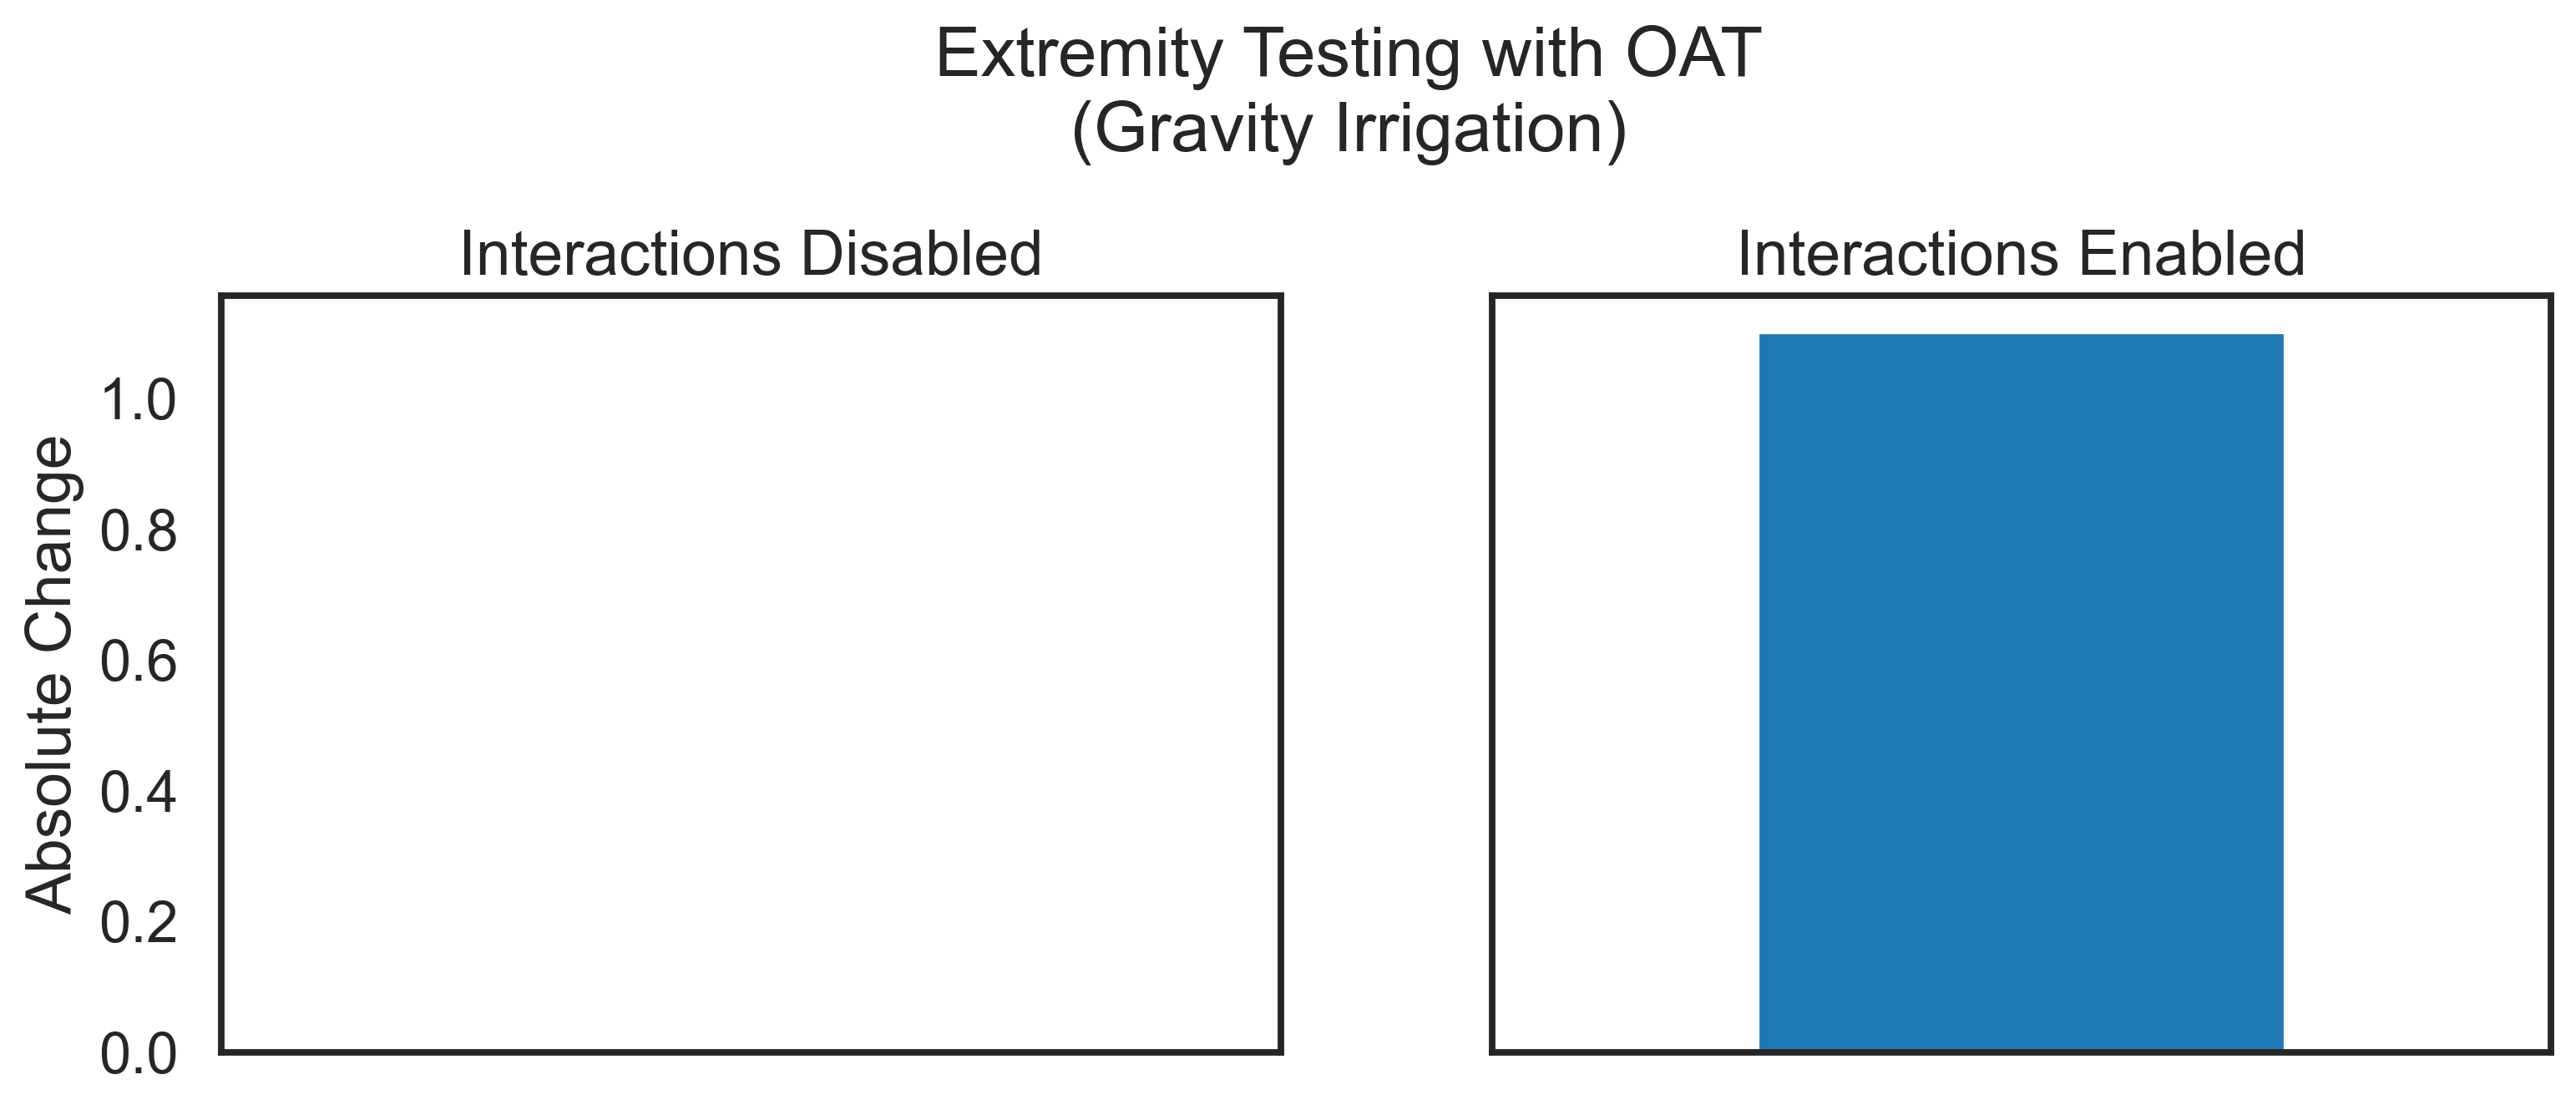 Extremity Testing with OAT
(Gravity Irrigation)
Interactions Disabled
Interactions Enabled
Absolute Change
1.0
0.8
0.6
0.4
0.2
0.0